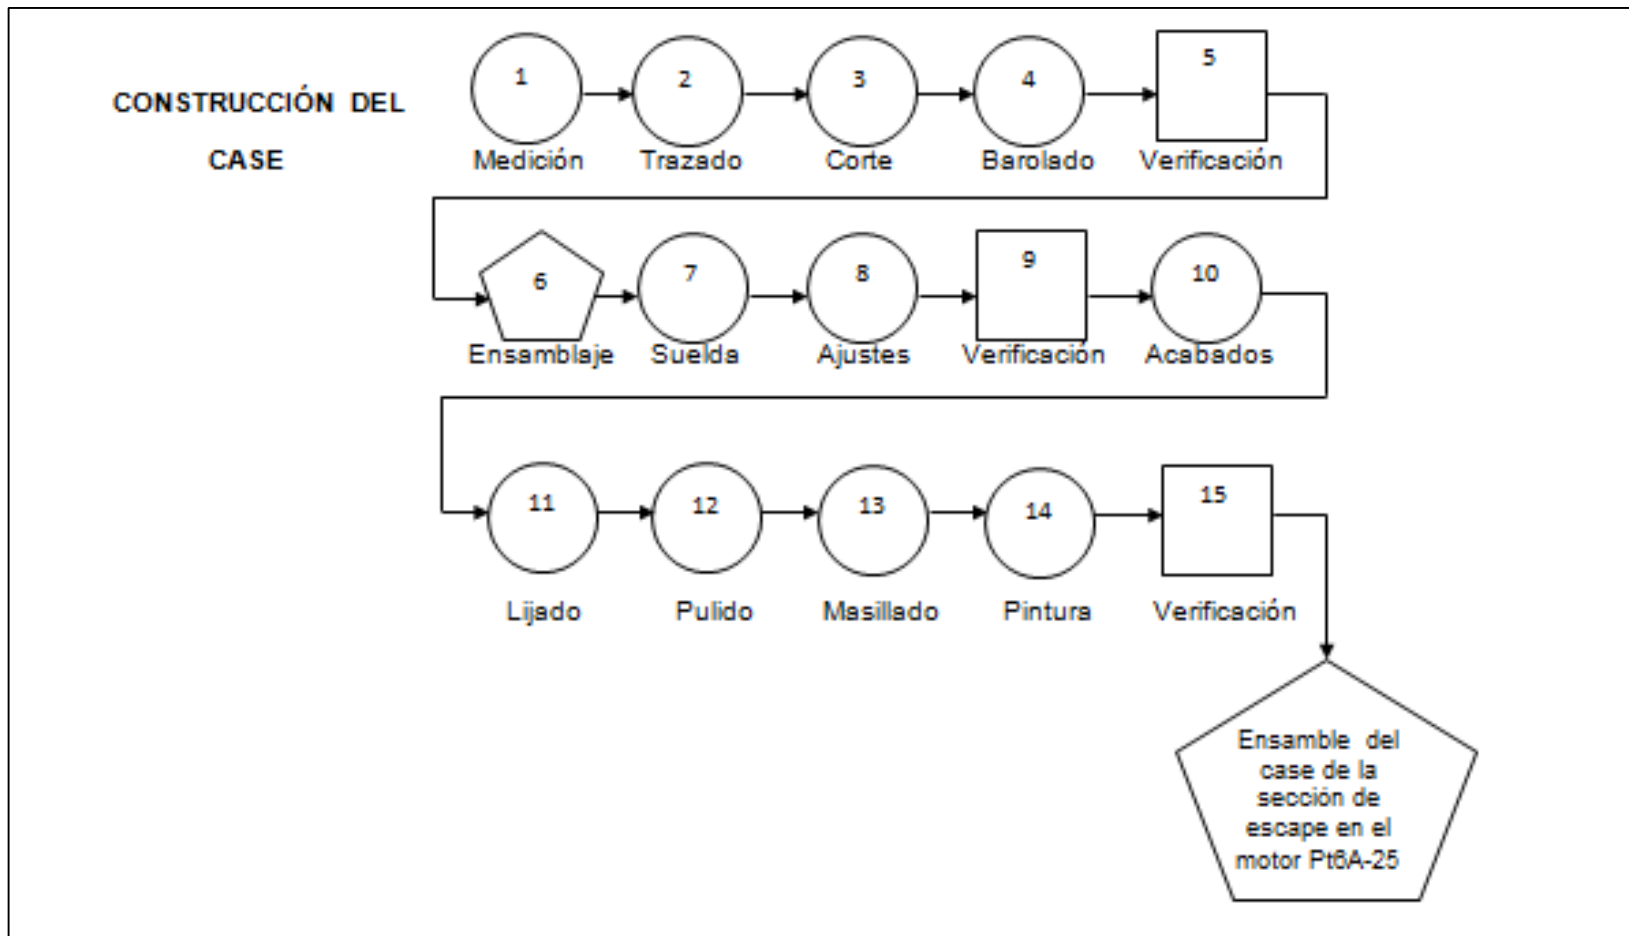 CONSTRUCCIÓN DEL
CASE
1
2
3
4
5
Medición
Trazado
Corte
Barolado
Verificación
6
7
8
9
10
Ensamblaje
Suelda
Ajustes
Verificación
Acabados
11
12
13
14
15
Lijado
Pulido
Masillado
Pintura
Verificación
Ensamble del
case de la
sección de
escape en el
motor Pt6A-25